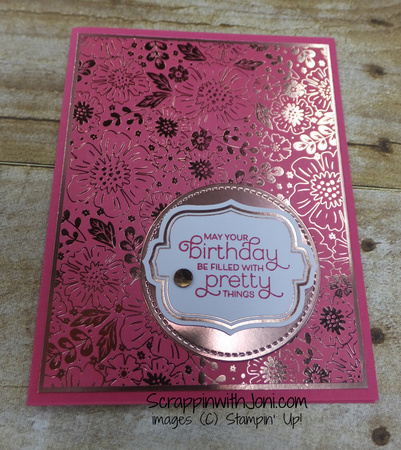 MAY YOUR
birthday
BE FILLED WITH
pretty
THINGS
ScrappinwithJoni.com
images (C) Stampin' Up!